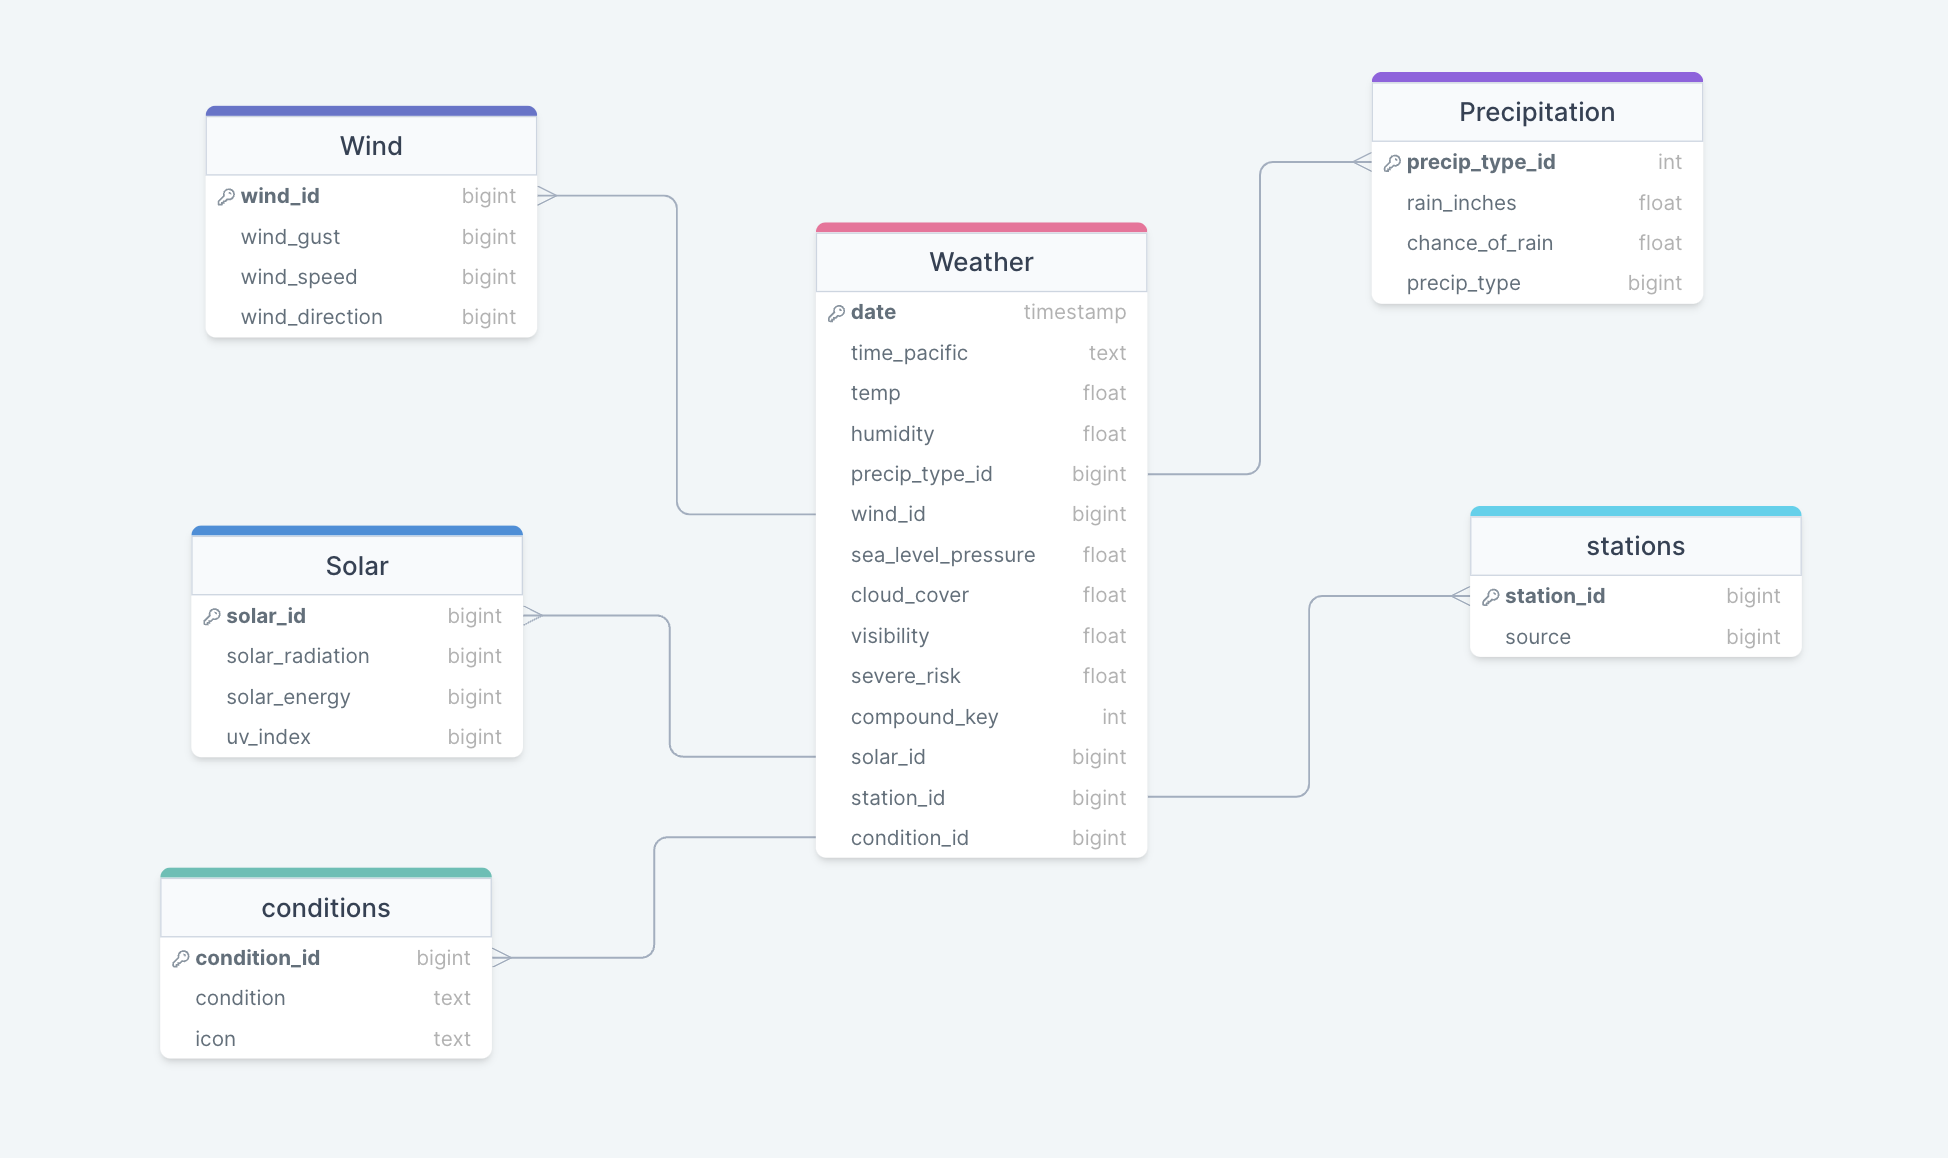 Wind
wind_id bigint
wind_gust bigint
wind_speed bigint
wind_direction bigint
Solar
solar_id bigint
solar_radiation bigint
solar_energy bigint
uv_index bigint
conditions
condition_id bigint
condition text
icon text
Weather
date timestamp
time_pacific text
temp float
humidity float
precip_type_id bigint
wind_id bigint
sea_level_pressure float
cloud_cover float
visibility float
severe_risk float
compound_key int
solar_id bigint
station_id bigint
condition_id bigint
Precipitation
precip_type_id int
rain_inches float
chance_of_rain float
precip_type bigint
stations
station_id bigint
source bigint